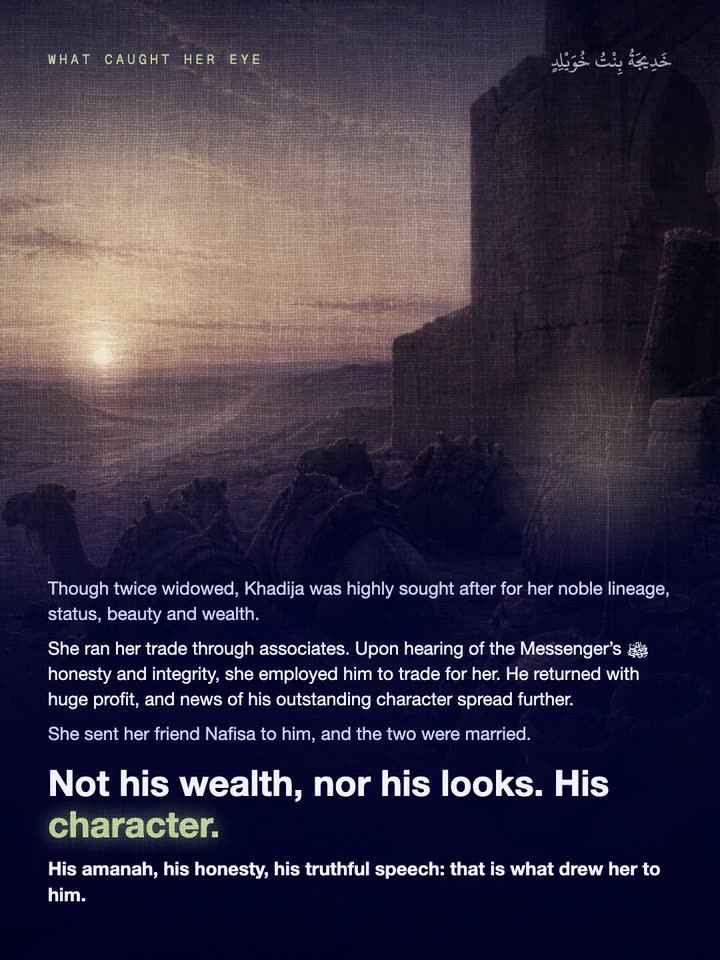 WHAT CAUGHT HER EYE
خَدِيجَةُ بِنْتُ خُوَيْلِدٍ
Though twice widowed, Khadija was highly sought after for her noble lineage,
status, beauty and wealth.
She ran her trade through associates. Upon hearing of the Messenger’s ﷺ
honesty and integrity, she employed him to trade for her. He returned with
huge profit, and news of his outstanding character spread further.
She sent her friend Nafisa to him, and the two were married.
Not his wealth, nor his looks. His
character.
His amanah, his honesty, his truthful speech: that is what drew her to
him.